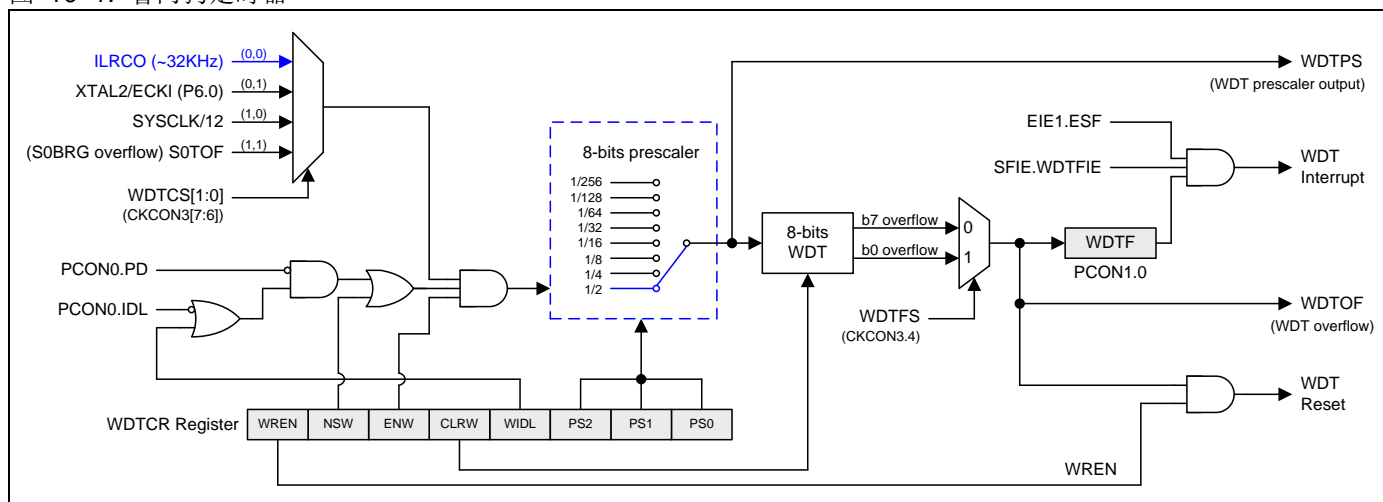 ILRCO (~32KHz) (0,0)
XTAL2/ECKI (P6.0) (0,1)
SYSCLK/12 (1,0)
(S0BRG overflow) S0TOF (1,1)
WDTCS[1:0]
(CKCON3[7:6])
PCON0.PD
PCON0.IDL
8-bits prescaler
1/256
1/128
1/64
1/32
1/16
1/8
1/4
1/2
8-bits
WDT
b7 overflow
b0 overflow
0
1
WDTFS
(CKCON3.4)
WDTPS
(WDT prescaler output)
EIE1.ESF
SFIE.WDTFIE
WDT
Interrupt
WDTF
PCON1.0
WDTOF
(WDT overflow)
WDT
Reset
WREN
WDTCR Register WREN NSW ENW CLRW WIDL PS2 PS1 PS0